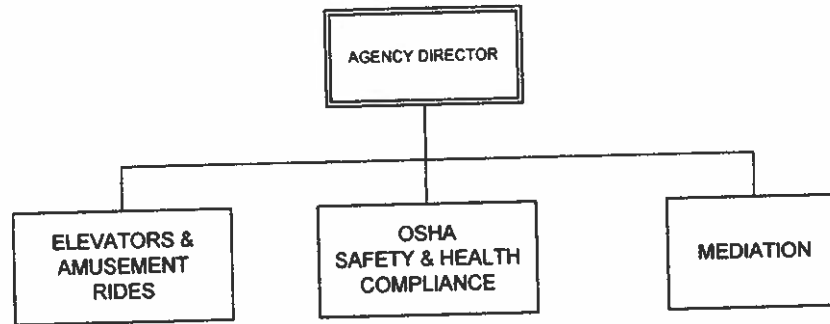 AGENCY DIRECTOR
ELEVATORS &
AMUSEMENT
RIDES
OSHA
SAFETY & HEALTH
COMPLIANCE
MEDIATION